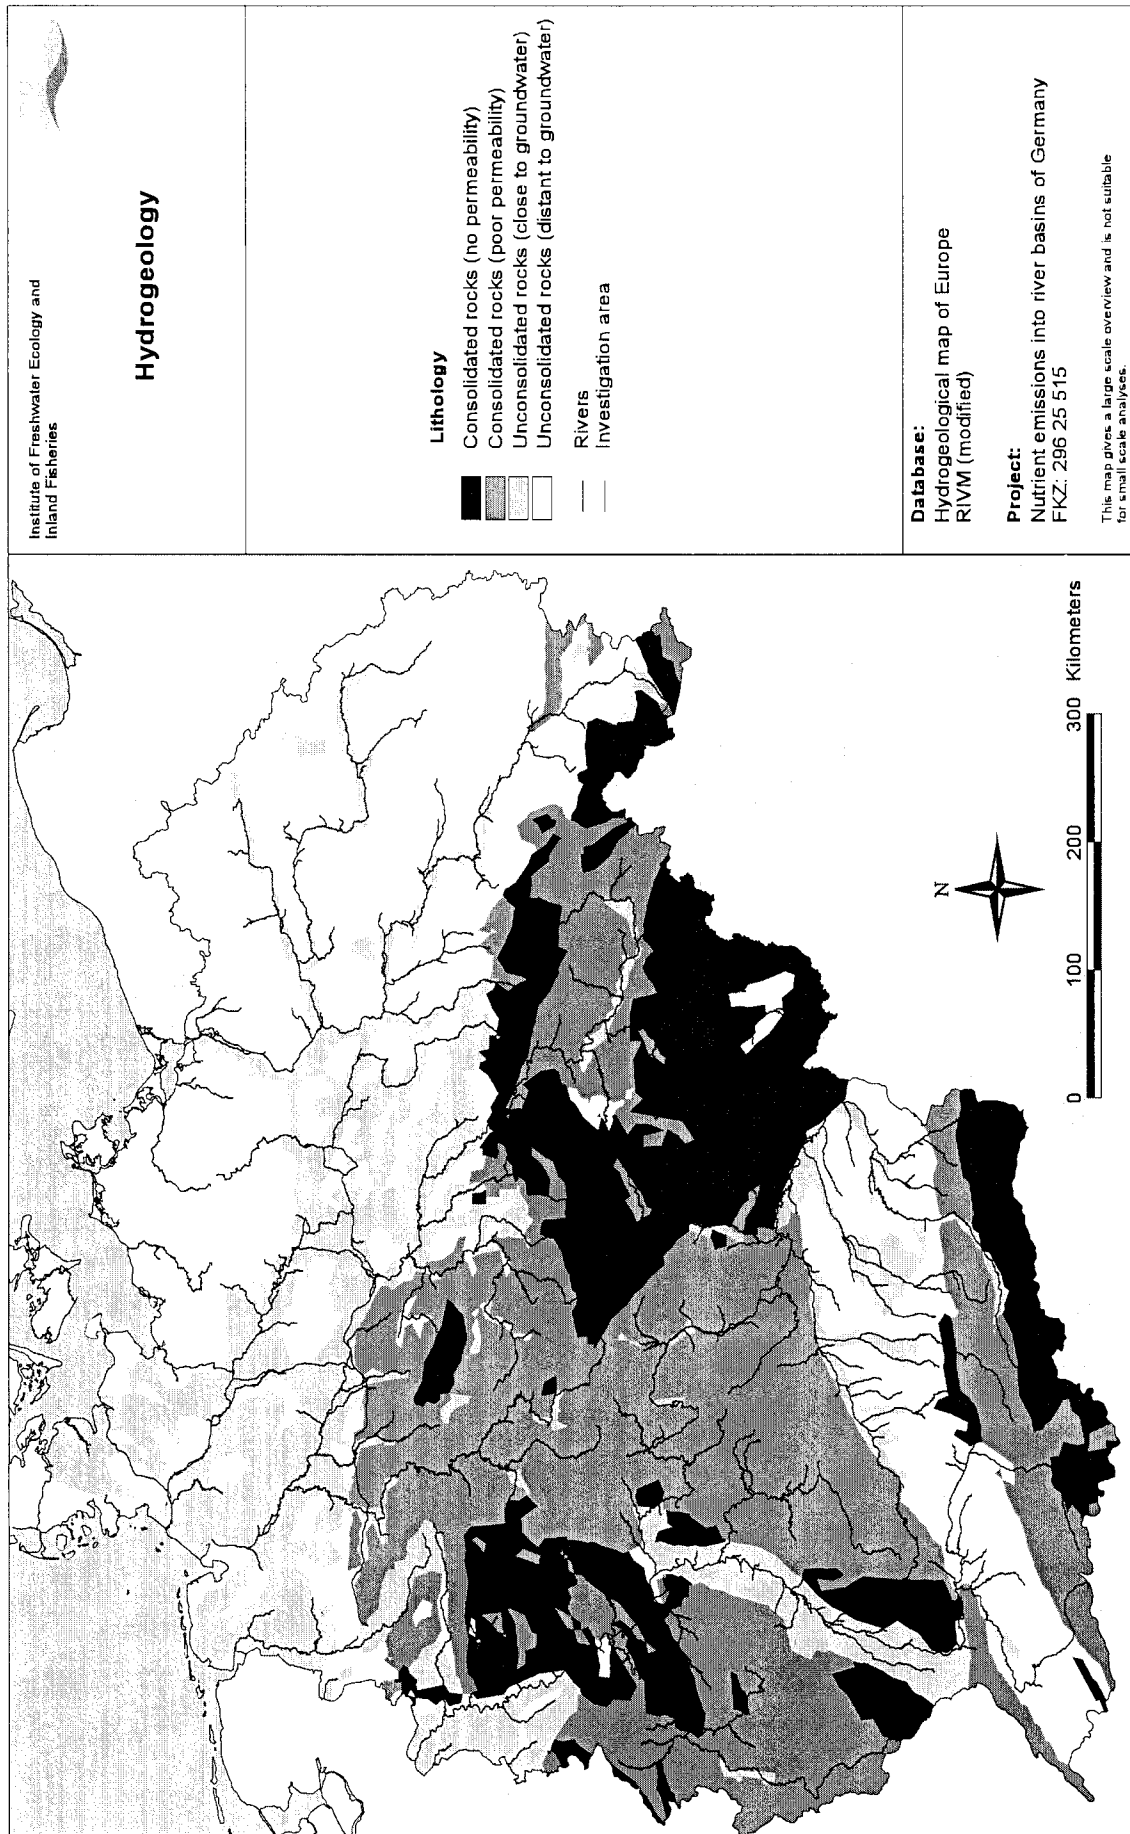 Institute of Freshwater Ecology and
Inland Fisheries
Hydrogeology
Lithology
Consolidated rocks (no permeability)
Consolidated rocks (poor permeability)
Unconsolidated rocks (close to groundwater)
Unconsolidated rocks (distant to groundwater)
Rivers
Investigation area
Database:
Hydrogeological map of Europe
RIVM (modified)
Project:
Nutrient emissions into river basins of Germany
FKZ: 296 25 515
This map gives a large scale overview and is not suitable
for small scale analyses.
N
0 100 200 300 Kilometers